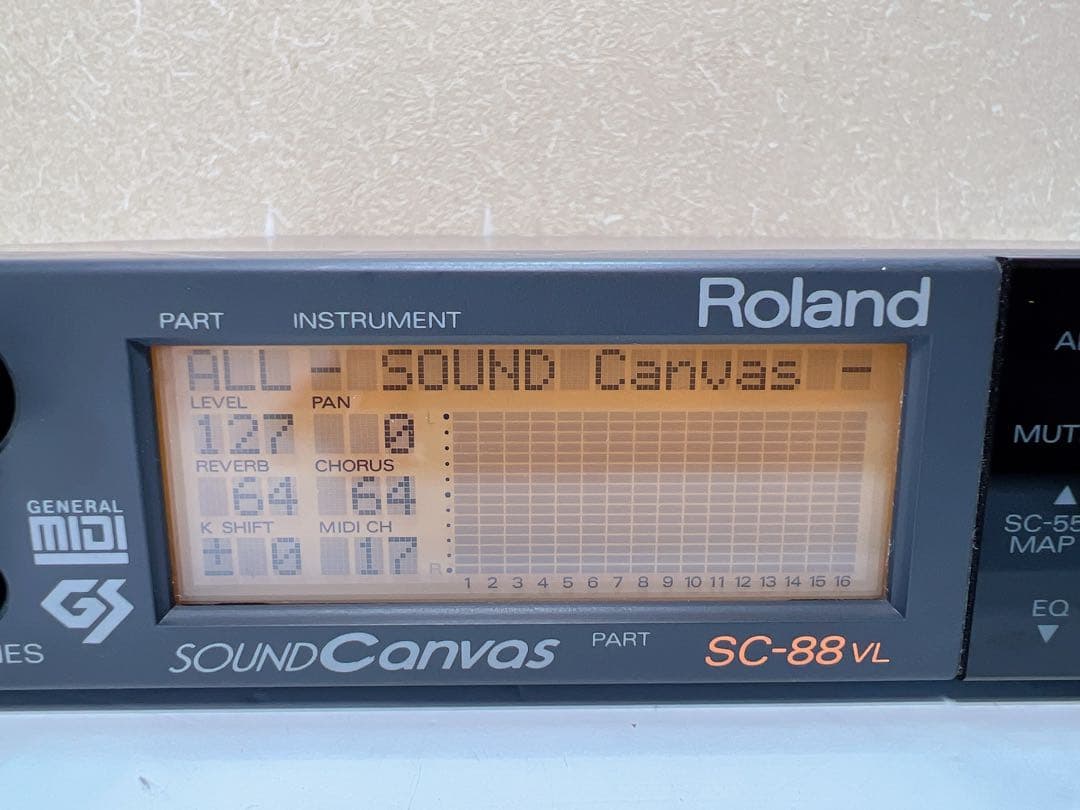 Roland
PART INSTRUMENT
ALL - SOUND Canvas -
LEVEL PAN
127 0
REVERB CHORUS
64 64
K SHIFT MIDI CH
± 0 17
L
R
1 2 3 4 5 6 7 8 9 10 11 12 13 14 15 16
PART
SOUND Canvas
SC-88 VL
GENERAL
MIDI
GS
MUT
SC-55
MAP
EQ